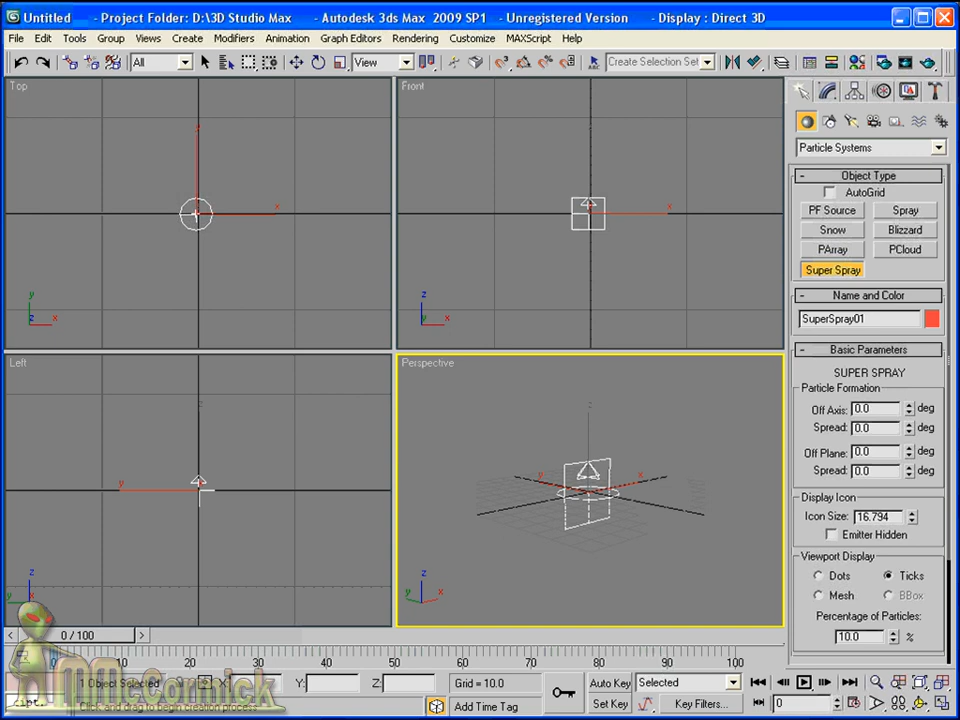 Untitled - Project Folder: D:\3D Studio Max - Autodesk 3ds Max 2009 SP1 - Unregistered Version - Display : Direct 3D
File Edit Tools Group Views Create Modifiers Animation Graph Editors Rendering Customize MAXScript Help
All View Create Selection Set
Top Front
Particle Systems
- Object Type
AutoGrid
PF Source Spray
Snow Blizzard
PArray PCloud
Super Spray
y
x x
- Name and Color
SuperSpray01
y z
z x y x
- Basic Parameters
Left Perspective
SUPER SPRAY
Particle Formation
Off Axis: 0.0 deg
Spread: 0.0 deg
Off Plane: 0.0 deg
Spread: 0.0 deg
z z
y y x
Display Icon
Icon Size: 16.794
Emitter Hidden
Viewport Display
Dots Ticks
Mesh BBox
z z
y x y x
Percentage of Particles:
10.0 %
< 0 / 100 >
0 10 20 30 40 50 60 70 80 90 100
MMcCormick
1 Object Selected X: Y: Z: Grid = 10.0 Auto Key Selected
Click and drag to begin creation process Add Time Tag Set Key Key Filters... 0